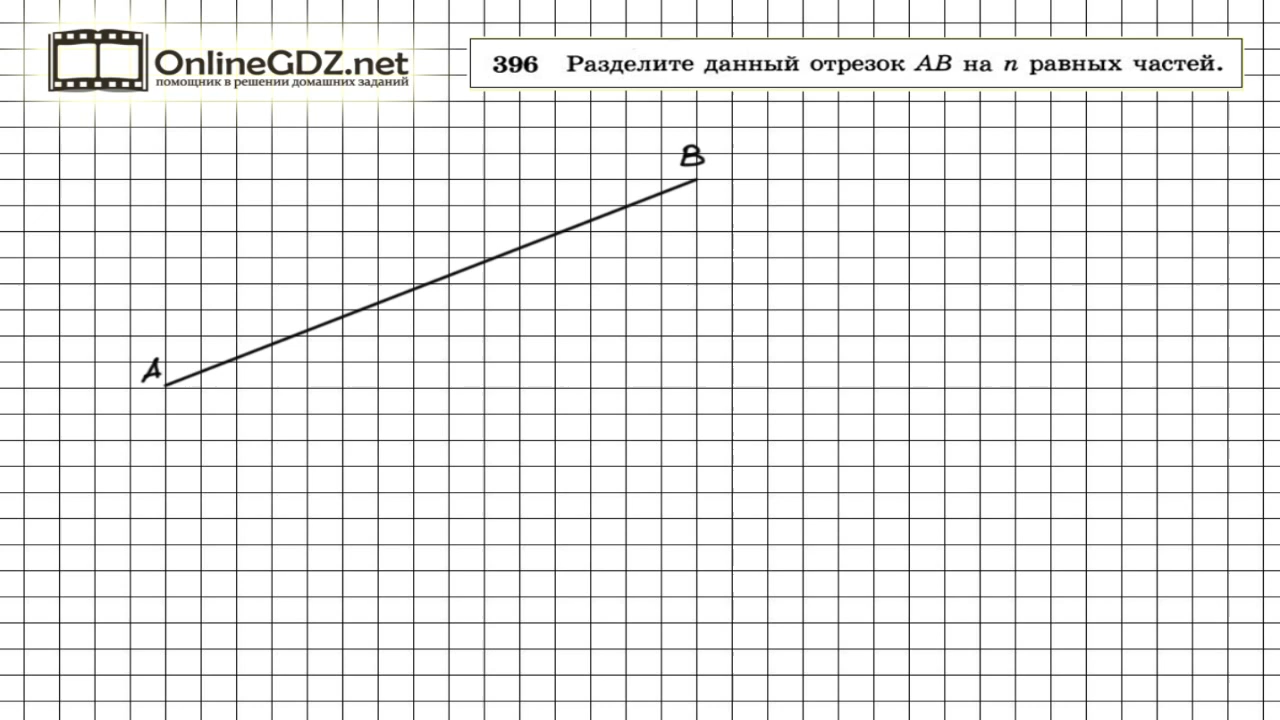 OnlineGDZ.net
помощник в решении домашних заданий
396 Разделите данный отрезок AB на n равных частей.
B
A